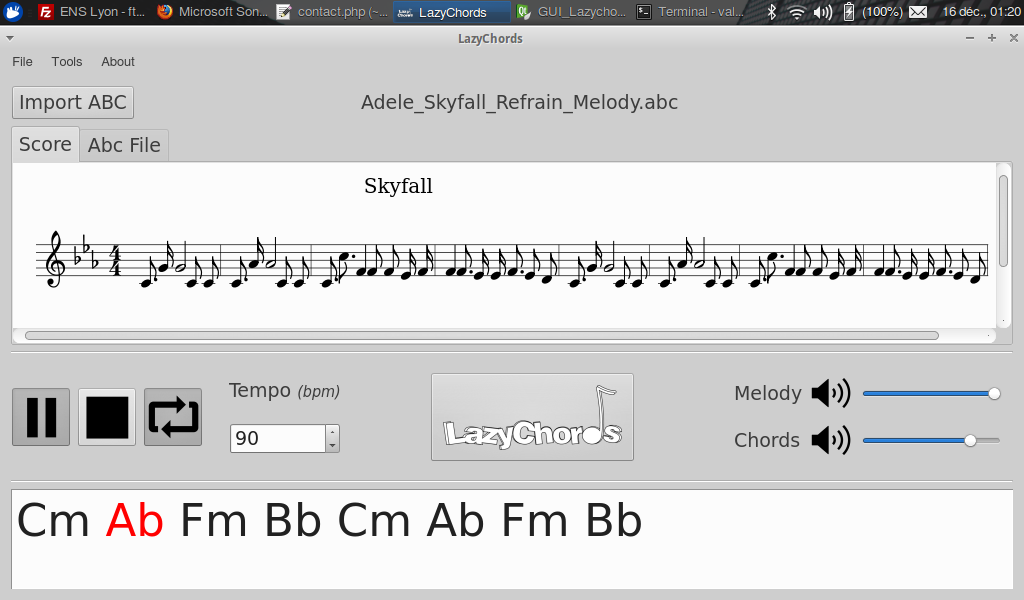 ENS Lyon - ft... Microsoft Son... contact.php (~... LazyChords GUI_Lazycho... Terminal - val... (100%) 16 déc., 01:20
LazyChords
File Tools About
Import ABC Adele_Skyfall_Refrain_Melody.abc
Score Abc File
Skyfall
4
4
Tempo (bpm)
90
LazyChords
Melody
Chords
Cm Ab Fm Bb Cm Ab Fm Bb